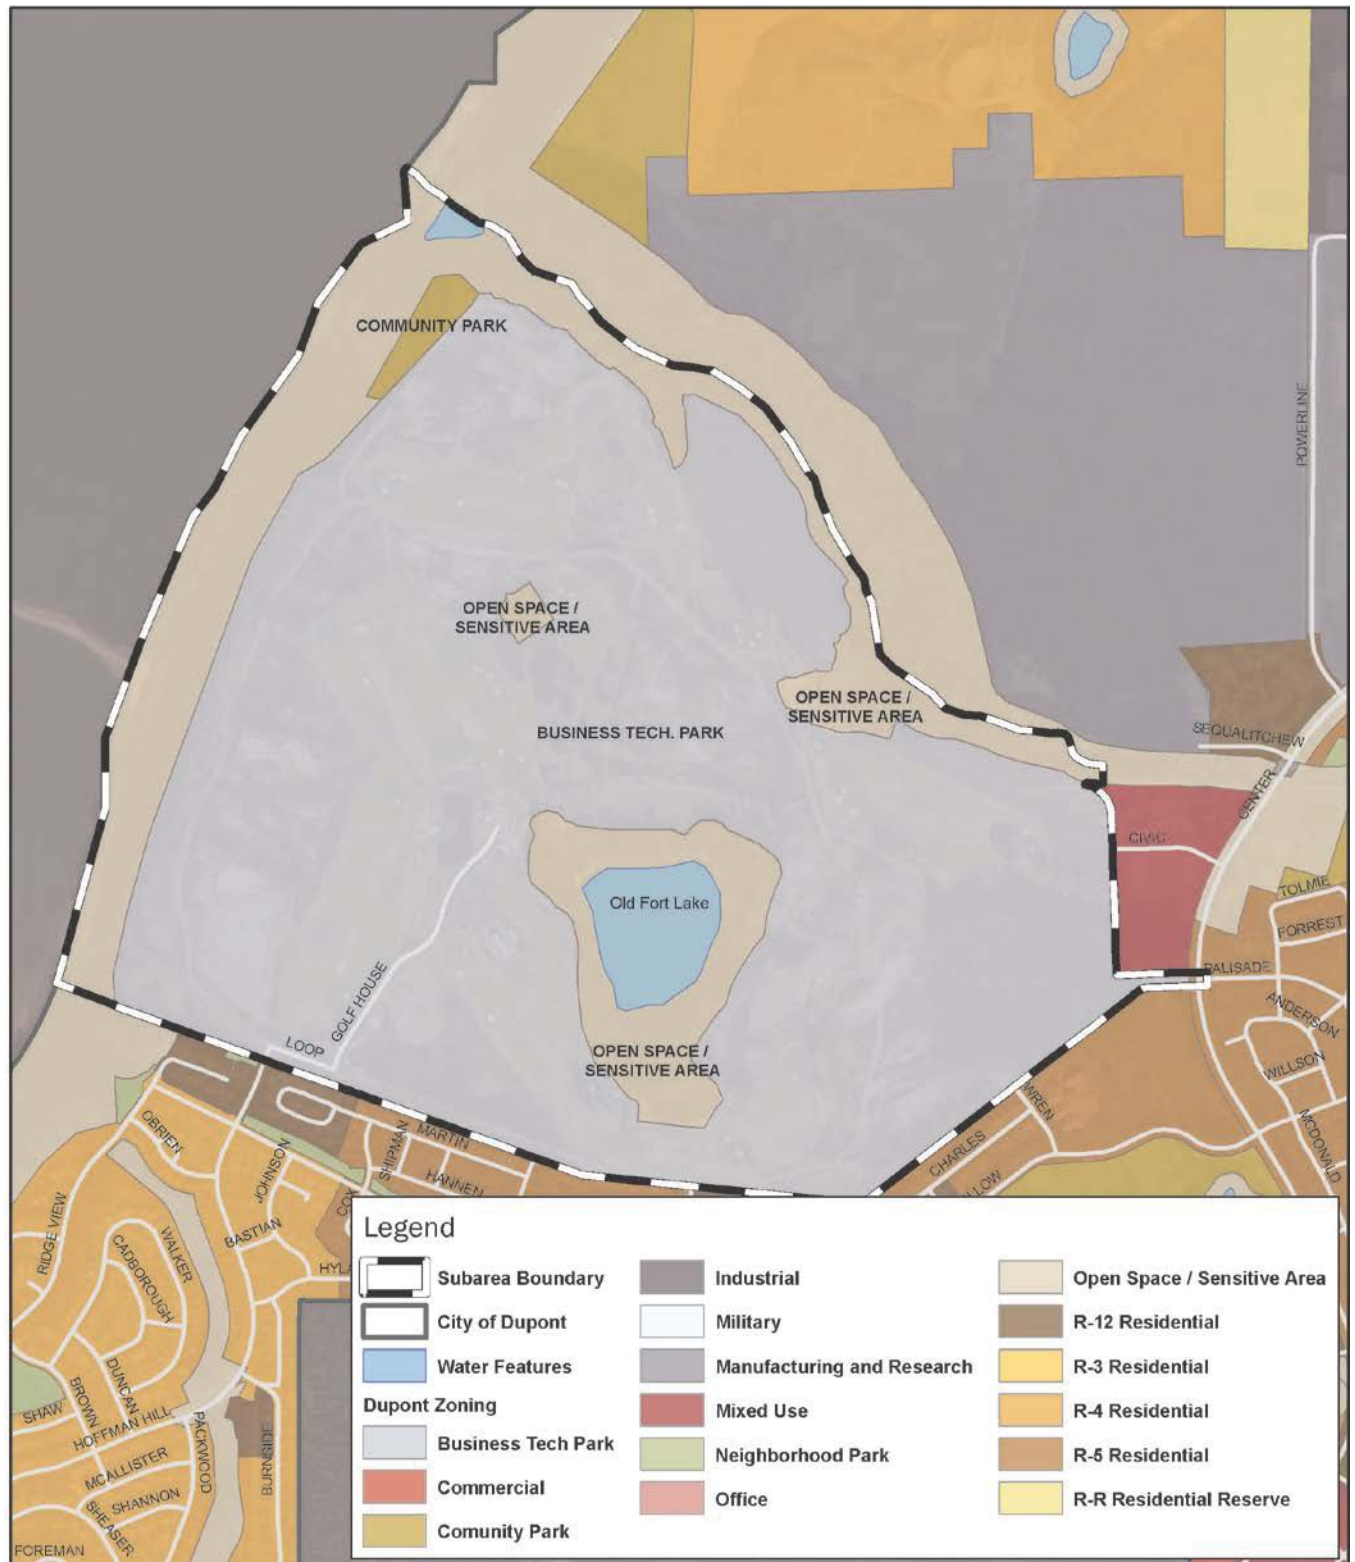 COMMUNITY PARK
POWERLINE
OPEN SPACE /
SENSITIVE AREA
OPEN SPACE /
SENSITIVE AREA
BUSINESS TECH. PARK
SEQUALITCHEW
CENTER
CIVIC
TOLMIE
Old Fort Lake
FORREST
PALISADE
GOLF HOUSE
ANDERSON
LOOP
OPEN SPACE /
SENSITIVE AREA
WILLSON
WREN
OBRIEN
MARTIN
SHIPMAN
CHARLES
MCDONALD
JOHNSON
HANNEN
LLOW
COX
RIDGE VIEW
WALKER
BASTIAN
CADBOROUGH
HYLA
DUNCAN
BROWN
SHAW
HOFFMAN HILL
PACKWOOD
BURNSIDE
MCALLISTER
SHANNON
SHEASER
FOREMAN
Legend
Subarea Boundary
City of Dupont
Water Features
Dupont Zoning
Business Tech Park
Commercial
Comunity Park
Industrial
Military
Manufacturing and Research
Mixed Use
Neighborhood Park
Office
Open Space / Sensitive Area
R-12 Residential
R-3 Residential
R-4 Residential
R-5 Residential
R-R Residential Reserve